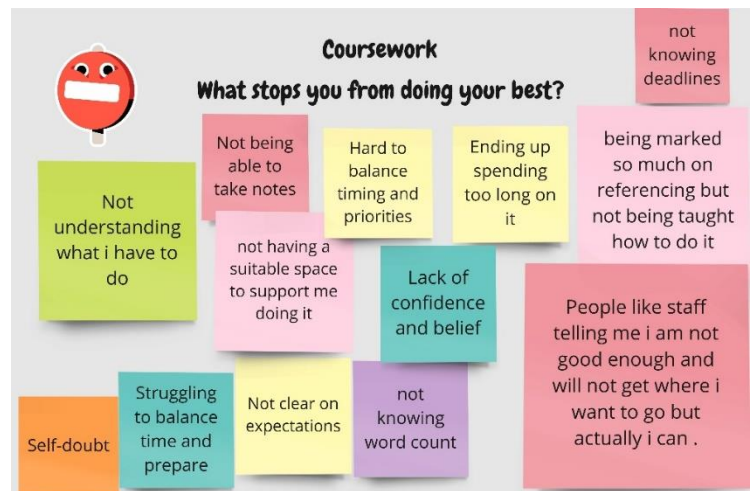 Coursework
What stops you from doing your best?
not
knowing
deadlines
Not being
able to
take notes
Hard to
balance
timing and
priorities
Ending up
spending
too long on
it
being marked
so much on
referencing but
not being taught
how to do it
Not
understanding
what i have to
do
not having a
suitable space
to support me
doing it
Lack of
confidence
and belief
People like staff
telling me i am not
good enough and
will not get where i
want to go but
actually i can .
Self-doubt
Struggling
to balance
time and
prepare
Not clear on
expectations
not
knowing
word count